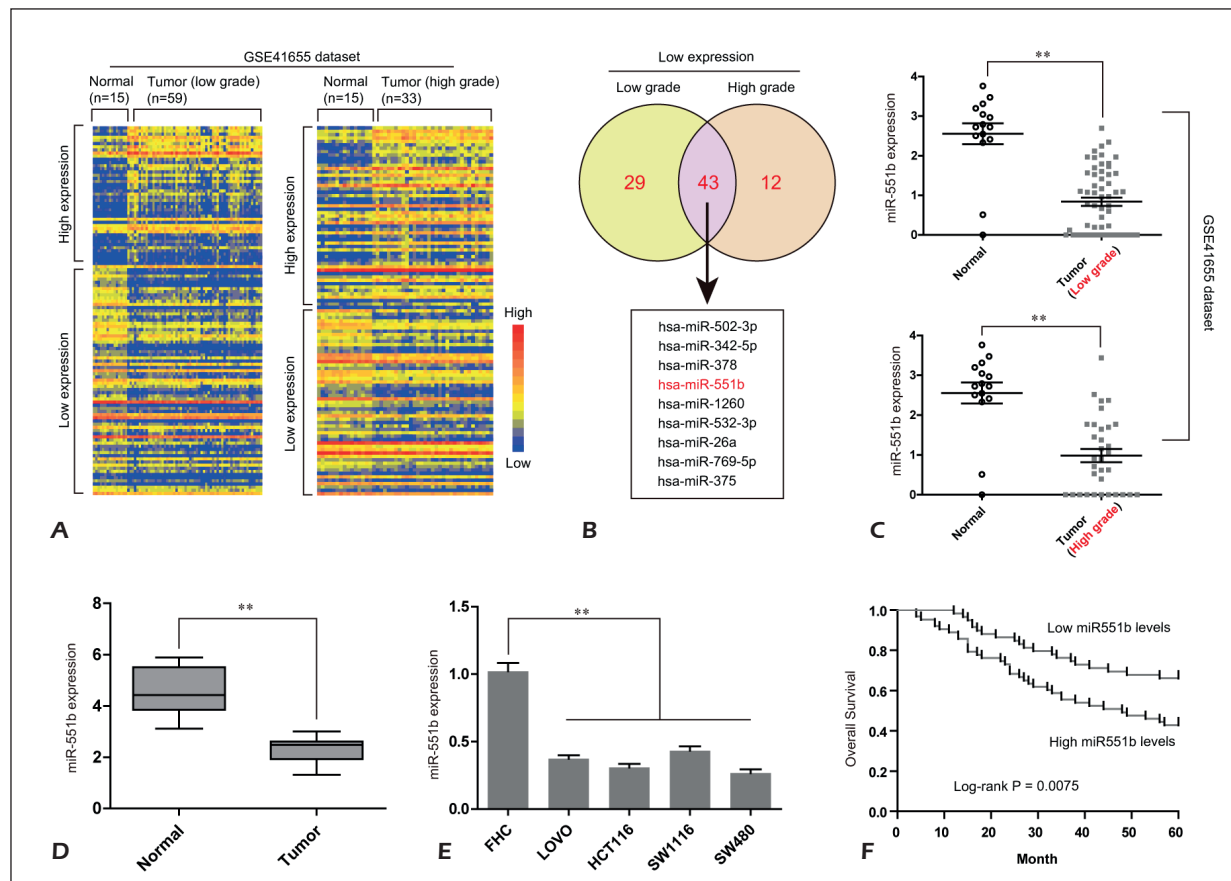 GSE41655 dataset
Normal
(n=15)
Tumor (low grade)
(n=59)
Normal
(n=15)
Tumor (high grade)
(n=33)
High expression
Low expression
High expression
Low expression
High
Low
A
Low expression
Low grade
High grade
29
43
12
hsa-miR-502-3p
hsa-miR-342-5p
hsa-miR-378
hsa-miR-551b
hsa-miR-1260
hsa-miR-532-3p
hsa-miR-26a
hsa-miR-769-5p
hsa-miR-375
B
**
miR-551b expression
4
3
2
1
0
Normal
Tumor
(Low grade)
**
miR-551b expression
4
3
2
1
0
Normal
Tumor
(High grade)
GSE41655 dataset
C
**
miR-551b expression
8
6
4
2
0
Normal
Tumor
D
**
miR-551b expression
1.5
1.0
0.5
0.0
FHC
LOVO
HCT116
SW1116
SW480
E
Overall Survival
1.0
0.8
0.6
0.4
0.2
0.0
Low miR551b levels
High miR551b levels
Log-rank P = 0.0075
0 10 20 30 40 50 60
Month
F